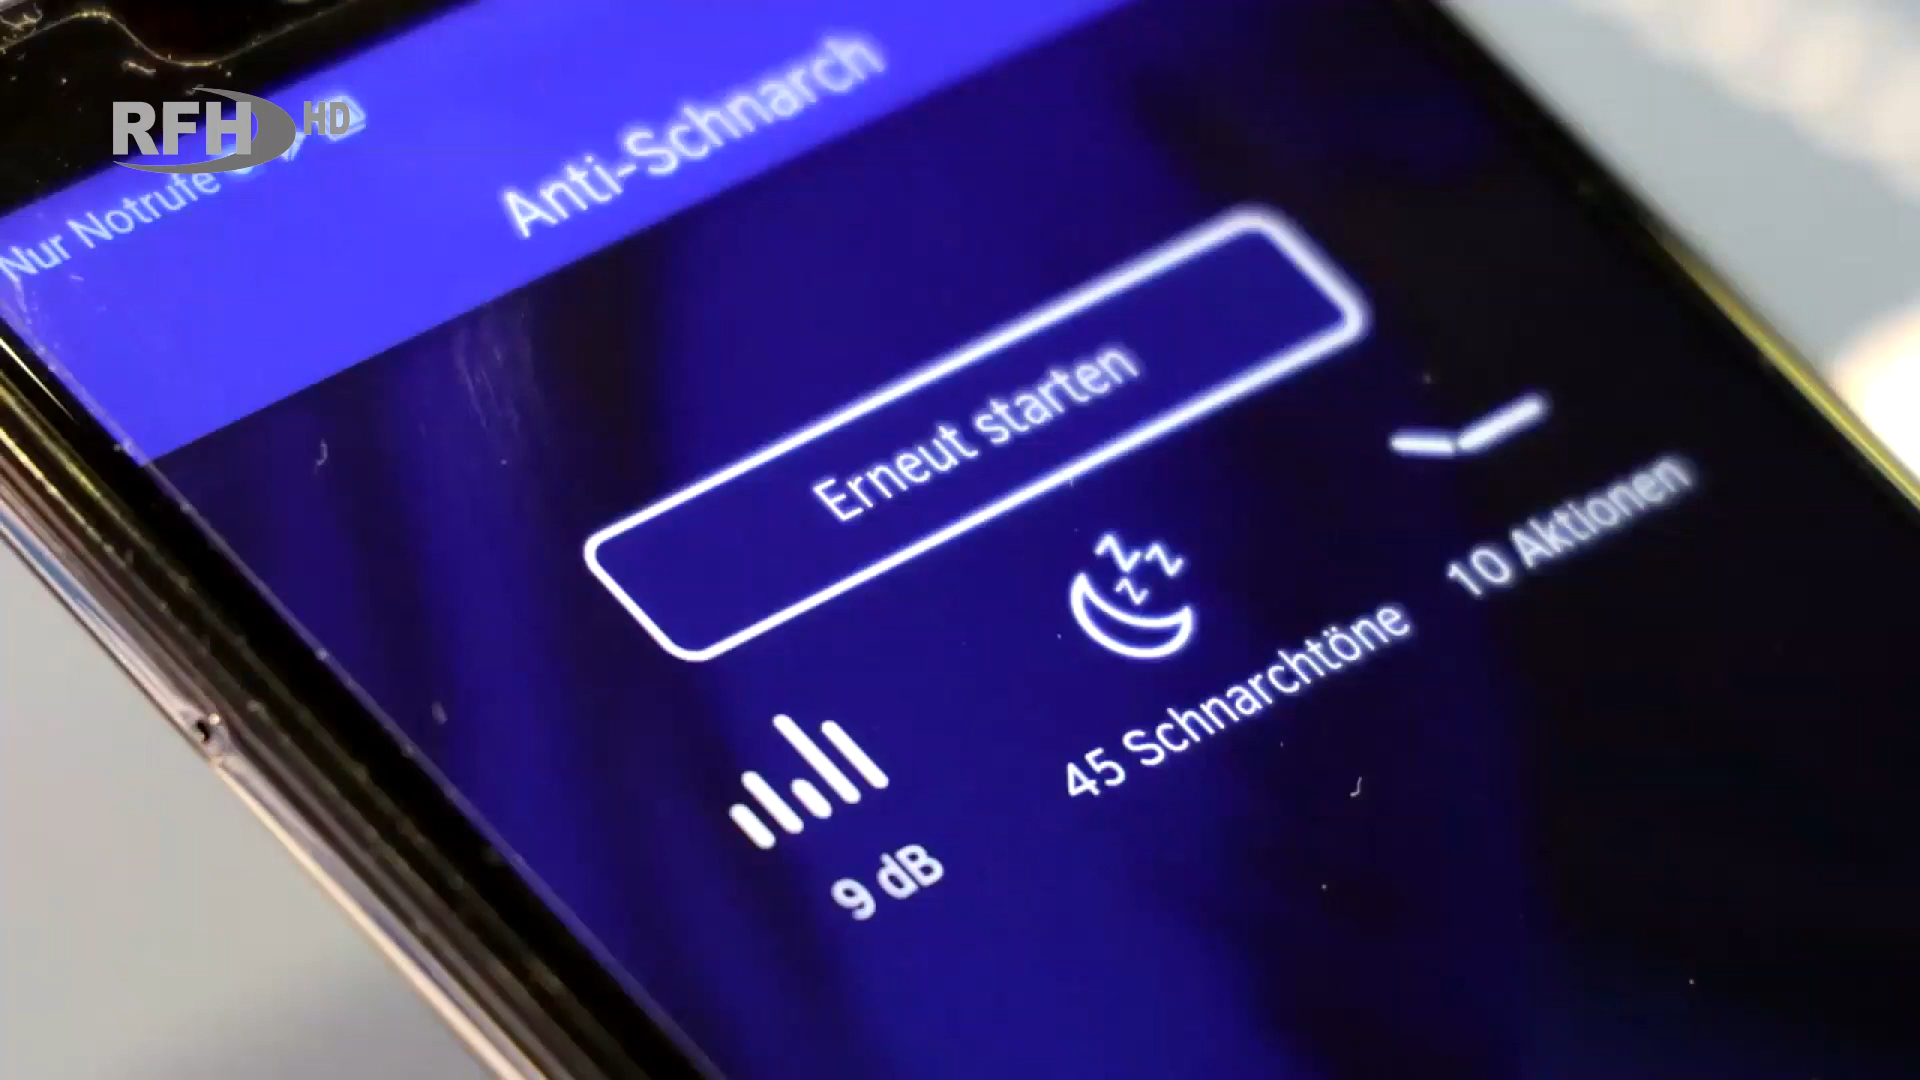 RFH HD
Nur Notrufe
Anti-Schnarch
Erneut starten
9 dB
z z z
45 Schnarchtöne
10 Aktionen